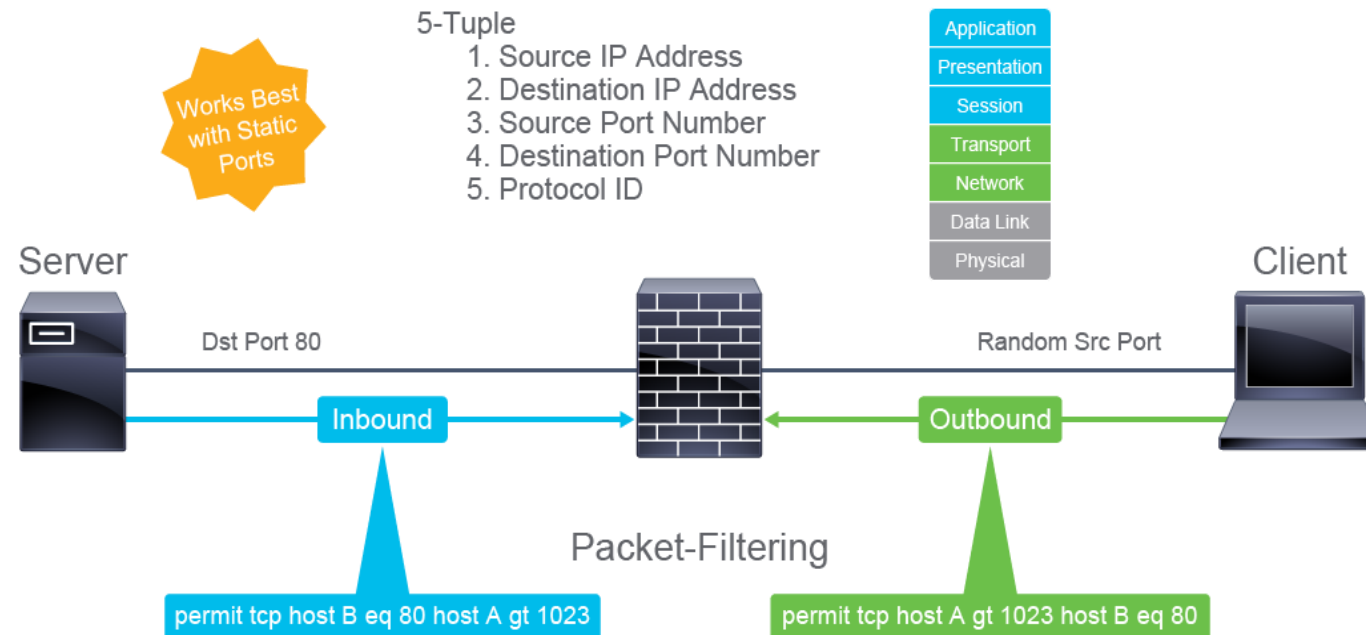 5-Tuple
1. Source IP Address
2. Destination IP Address
3. Source Port Number
4. Destination Port Number
5. Protocol ID
Works Best
with Static
Ports
Application
Presentation
Session
Transport
Network
Data Link
Physical
Server
Client
Dst Port 80
Random Src Port
Inbound
Outbound
Packet-Filtering
permit tcp host B eq 80 host A gt 1023
permit tcp host A gt 1023 host B eq 80